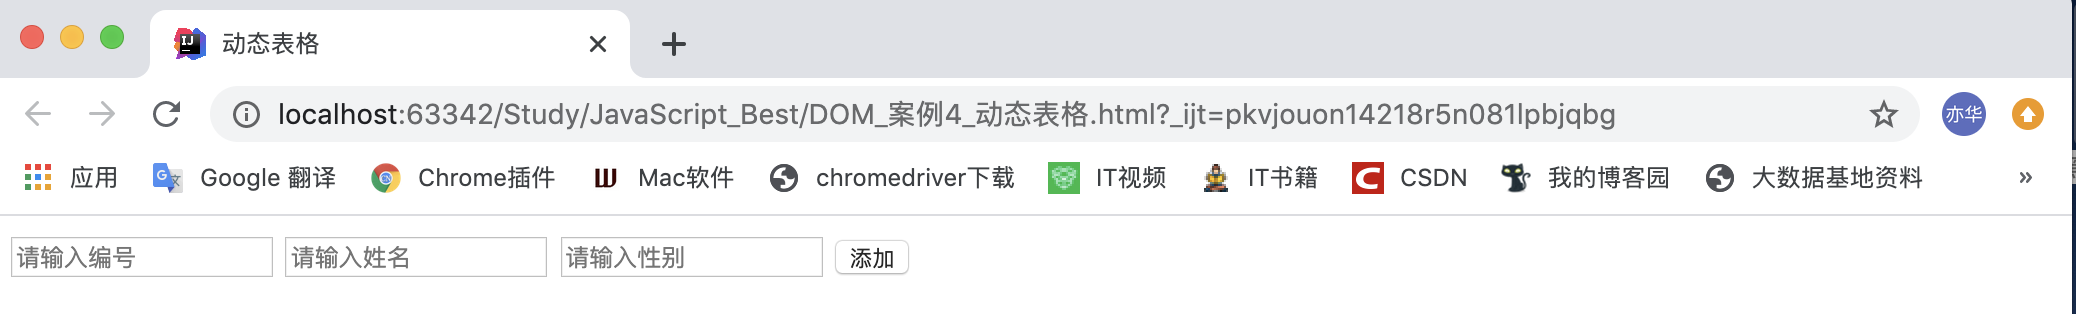 动态表格
localhost:63342/Study/JavaScript_Best/DOM_案例4_动态表格.html?_ijt=pkvjouon14218r5n081lpbjqbg 亦华
应用 Google 翻译 Chrome插件 Mac软件 chromedriver下载 IT视频 IT书籍 CSDN 我的博客园 大数据基地资料 »
请输入编号 请输入姓名 请输入性别 添加